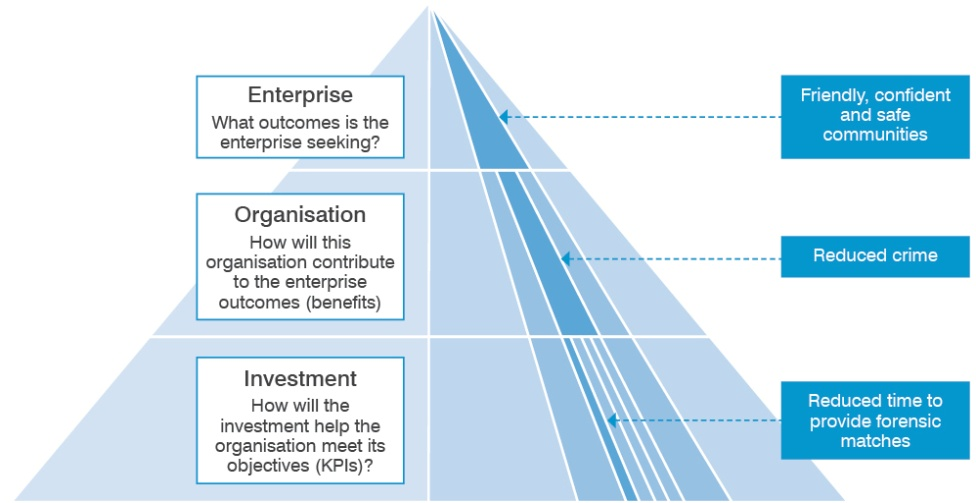 Enterprise
What outcomes is the
enterprise seeking?
Friendly, confident
and safe
communities
Organisation
How will this
organisation contribute
to the enterprise
outcomes (benefits)
Reduced crime
Investment
How will the
investment help the
organisation meet its
objectives (KPIs)?
Reduced time to
provide forensic
matches